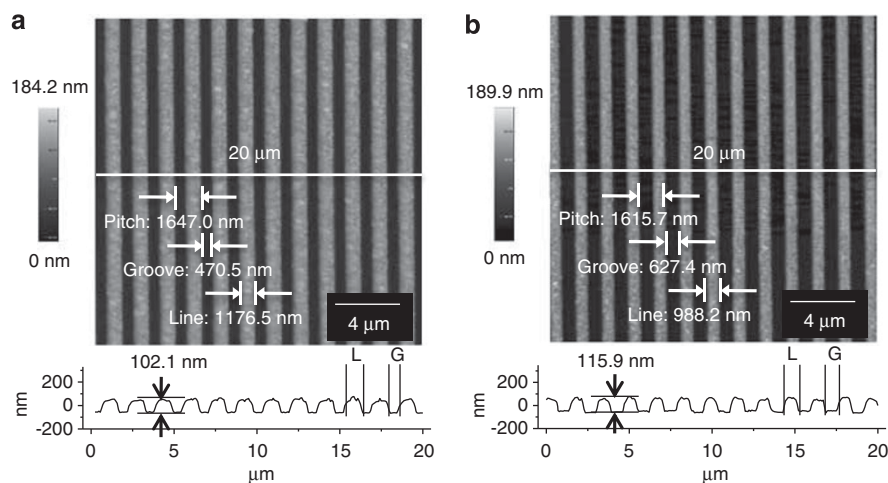 a
184.2 nm
0 nm
20 μm
Pitch: 1647.0 nm
Groove: 470.5 nm
Line: 1176.5 nm
4 μm
102.1 nm
L
G
nm
200
0
-200
0
5
10
15
20
μm
b
189.9 nm
0 nm
20 μm
Pitch: 1615.7 nm
Groove: 627.4 nm
Line: 988.2 nm
4 μm
115.9 nm
L
G
nm
200
0
-200
0
5
10
15
20
μm